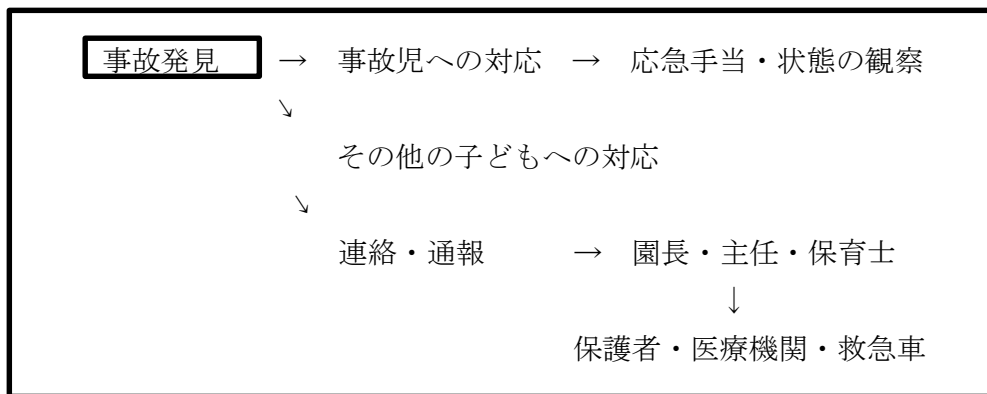 事故発見 → 事故児への対応 → 応急手当・状態の観察
↘
その他の子どもへの対応
↘
連絡・通報 → 園長・主任・保育士
↓
保護者・医療機関・救急車